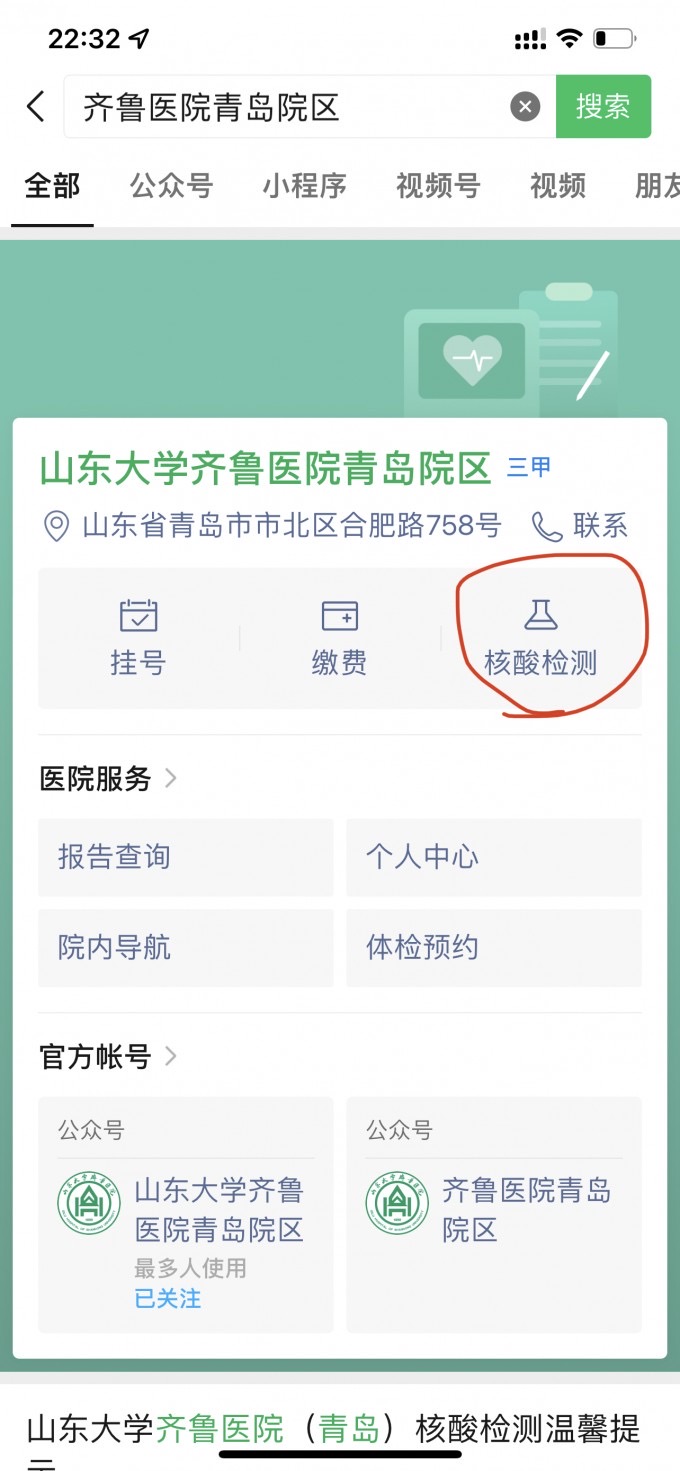 22:32
齐鲁医院青岛院区
搜索
全部 公众号 小程序 视频号 视频 朋友
山东大学齐鲁医院青岛院区 三甲
山东省青岛市市北区合肥路758号 联系
挂号 缴费 核酸检测
医院服务
报告查询 个人中心
院内导航 体检预约
官方帐号
公众号
山东大学齐鲁
医院青岛院区
最多人使用
已关注
公众号
齐鲁医院青岛
院区
山东大学齐鲁医院（青岛）核酸检测温馨提